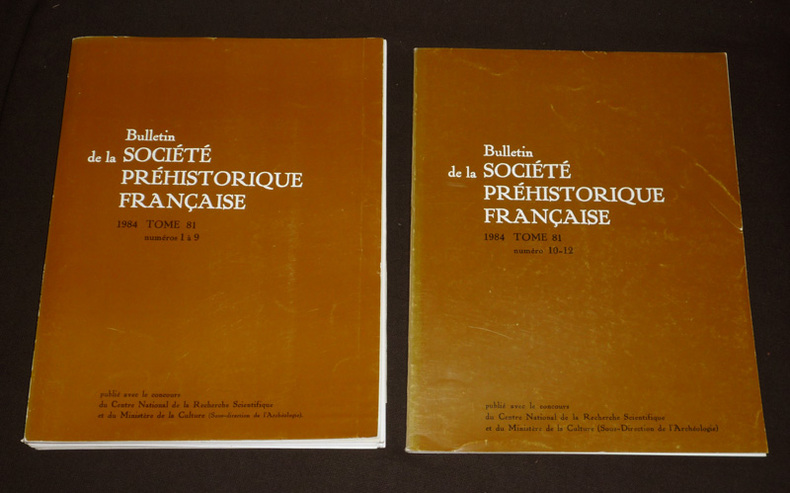 Bulletin
de la SOCIÉTÉ
PRÉHISTORIQUE
FRANÇAISE
1984 TOME 81
numéros 1 à 9
publié avec le concours
du Centre National de la Recherche Scientifique
et du Ministère de la Culture (Sous-direction de l'Archéologie).
Bulletin
de la SOCIÉTÉ
PRÉHISTORIQUE
FRANÇAISE
1984 TOME 81
numéro 10-12
publié avec le concours
du Centre National de la Recherche Scientifique
et du Ministère de la Culture (Sous-Direction de l'Archéologie)